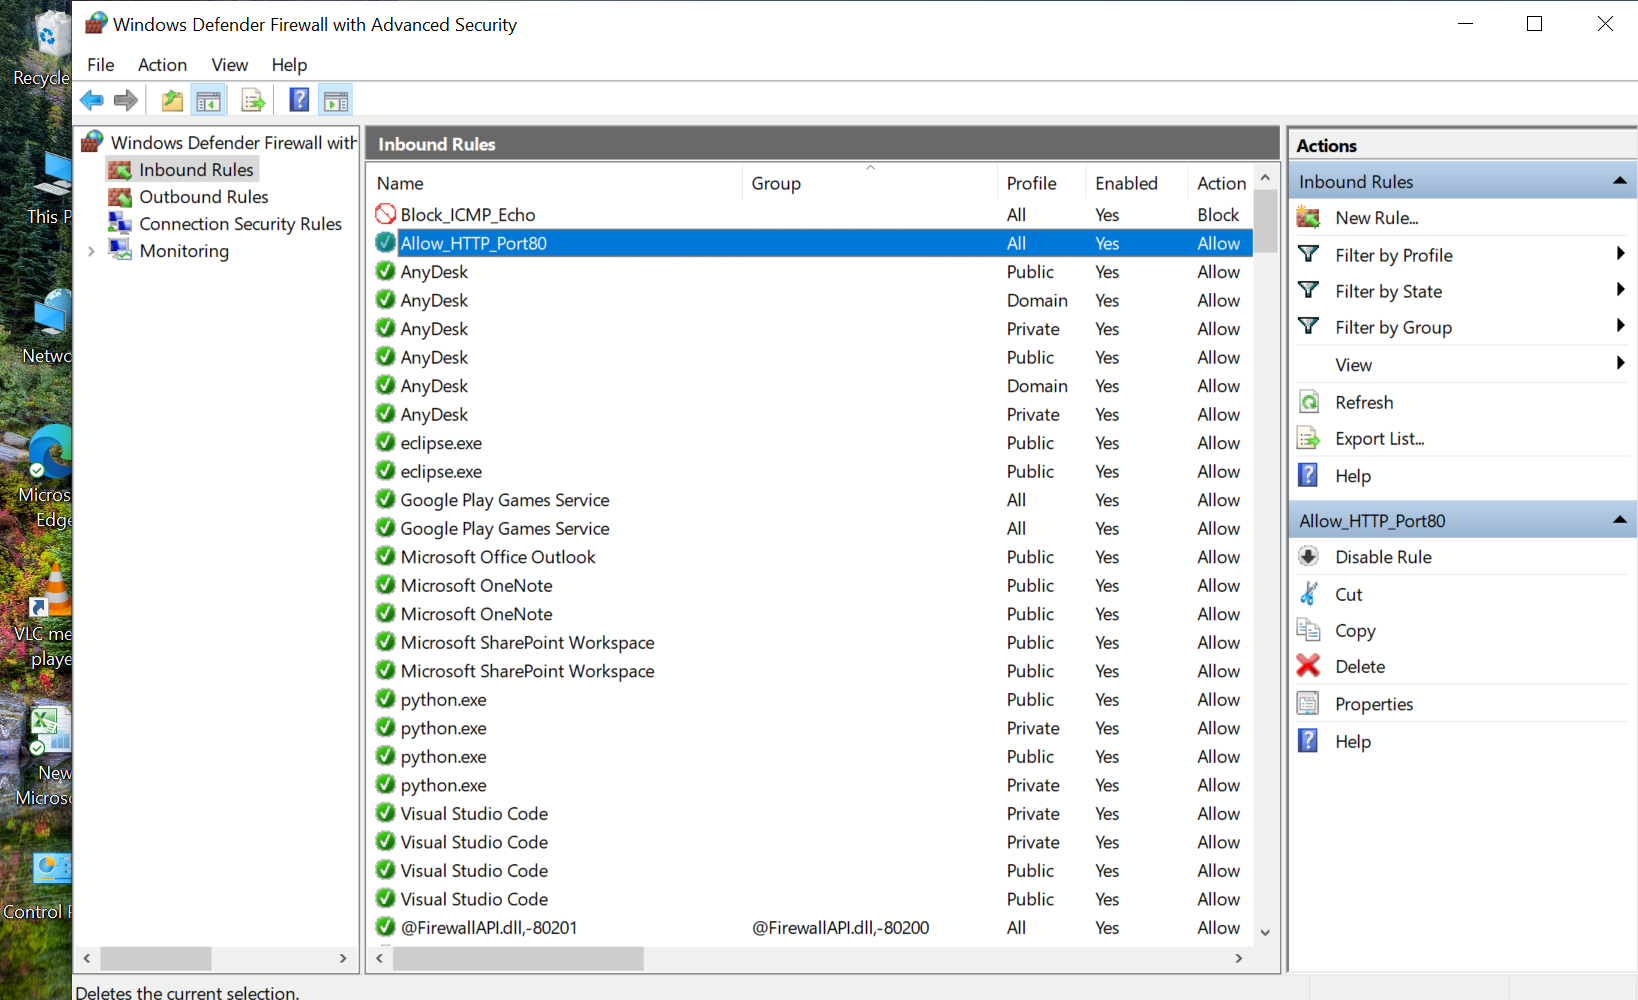 Windows Defender Firewall with Advanced Security
File Action View Help
Recycle
This P
Netwo
Micros
Edge
VLC me
playe
New
Micros
Control P
Windows Defender Firewall with
Inbound Rules
Outbound Rules
Connection Security Rules
Monitoring
Inbound Rules
Name Group Profile Enabled Action
Block_ICMP_Echo All Yes Block
Allow_HTTP_Port80 All Yes Allow
AnyDesk Public Yes Allow
AnyDesk Domain Yes Allow
AnyDesk Private Yes Allow
AnyDesk Public Yes Allow
AnyDesk Domain Yes Allow
AnyDesk Private Yes Allow
eclipse.exe Public Yes Allow
eclipse.exe Public Yes Allow
Google Play Games Service All Yes Allow
Google Play Games Service All Yes Allow
Microsoft Office Outlook Public Yes Allow
Microsoft OneNote Public Yes Allow
Microsoft OneNote Public Yes Allow
Microsoft SharePoint Workspace Public Yes Allow
Microsoft SharePoint Workspace Public Yes Allow
python.exe Public Yes Allow
python.exe Private Yes Allow
python.exe Public Yes Allow
python.exe Private Yes Allow
Visual Studio Code Private Yes Allow
Visual Studio Code Private Yes Allow
Visual Studio Code Public Yes Allow
Visual Studio Code Public Yes Allow
@FirewallAPI.dll,-80201 @FirewallAPI.dll,-80200 All Yes Allow
Actions
Inbound Rules
New Rule...
Filter by Profile
Filter by State
Filter by Group
View
Refresh
Export List...
Help
Allow_HTTP_Port80
Disable Rule
Cut
Copy
Delete
Properties
Help
Deletes the current selection.